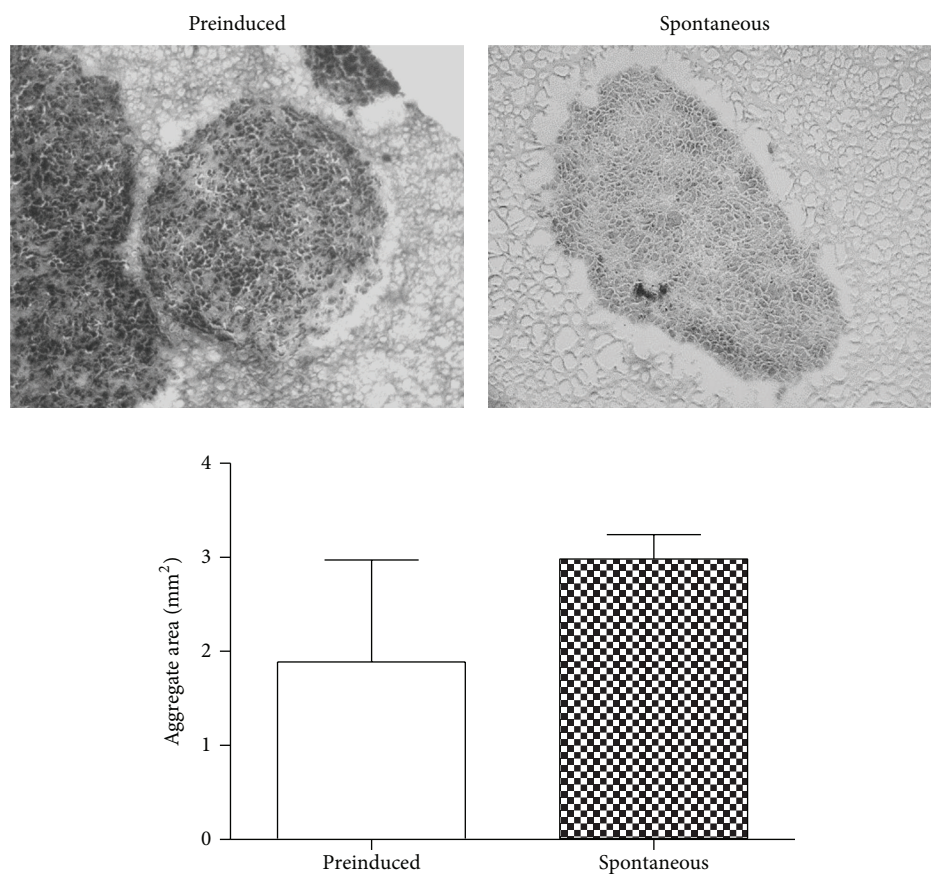 Preinduced
Spontaneous
Aggregate area (mm²)
4
3
2
1
0
Preinduced
Spontaneous